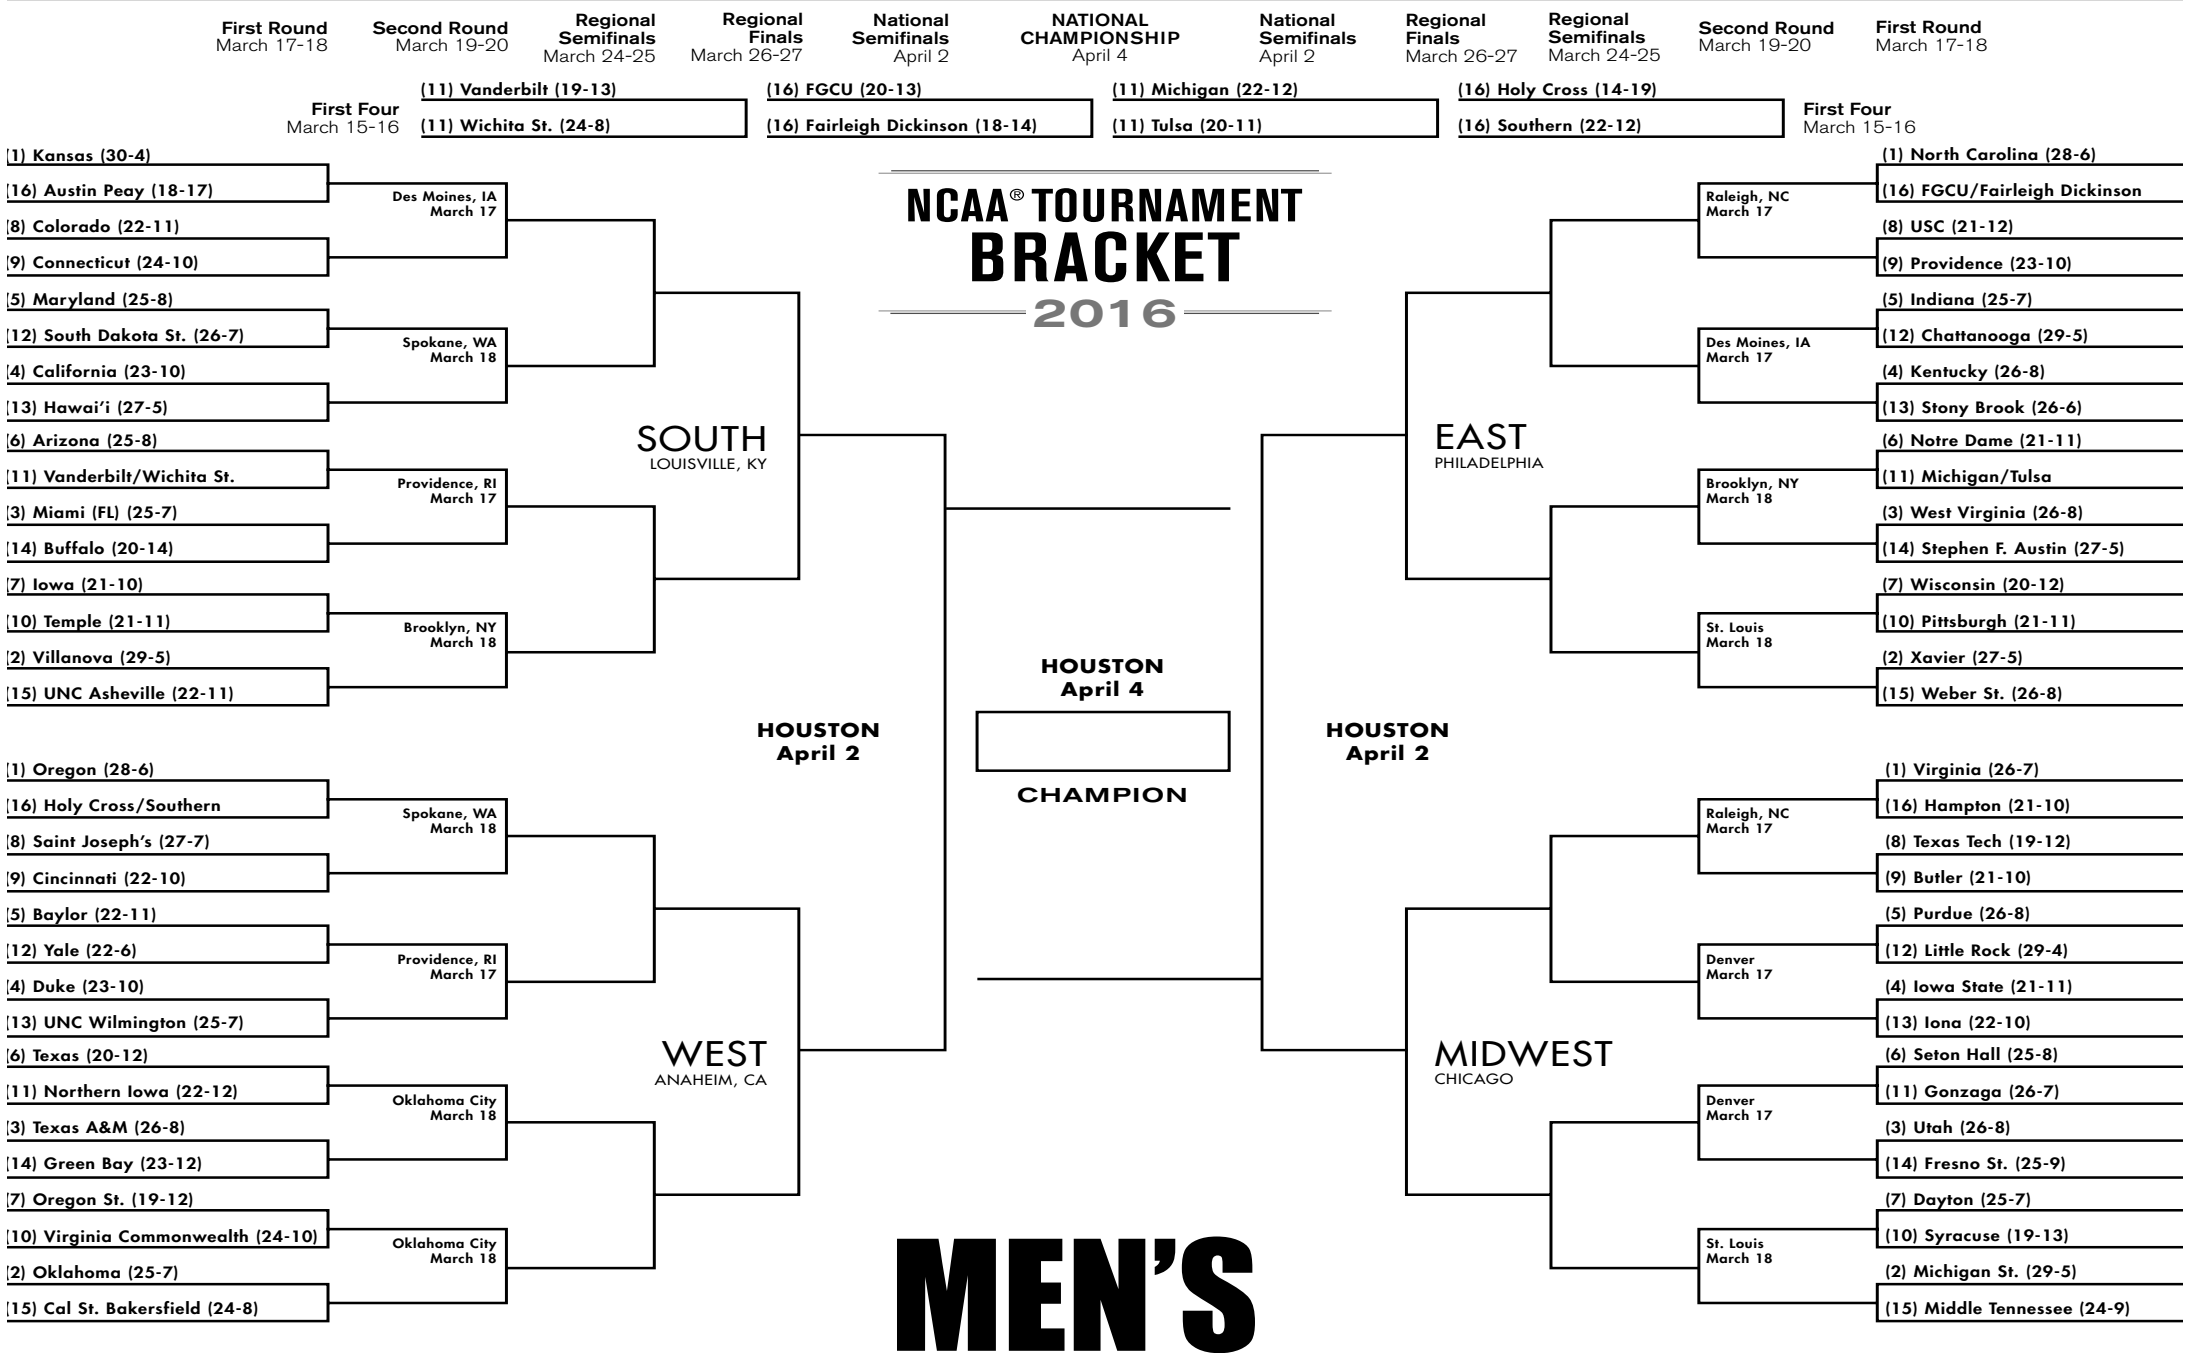 First Round
March 17-18
Second Round
March 19-20
Regional
Semifinals
March 24-25
Regional
Finals
March 26-27
National
Semifinals
April 2
NATIONAL
CHAMPIONSHIP
April 4
National
Semifinals
April 2
Regional
Finals
March 26-27
Regional
Semifinals
March 24-25
Second Round
March 19-20
First Round
March 17-18
First Four
March 15-16
(11) Vanderbilt (19-13)
(11) Wichita St. (24-8)
(16) FGCU (20-13)
(16) Fairleigh Dickinson (18-14)
(11) Michigan (22-12)
(11) Tulsa (20-11)
(16) Holy Cross (14-19)
(16) Southern (22-12)
First Four
March 15-16
NCAA® TOURNAMENT
BRACKET
2016
(1) Kansas (30-4)
(16) Austin Peay (18-17)
(8) Colorado (22-11)
(9) Connecticut (24-10)
(5) Maryland (25-8)
(12) South Dakota St. (26-7)
(4) California (23-10)
(13) Hawai’i (27-5)
(6) Arizona (25-8)
(11) Vanderbilt/Wichita St.
(3) Miami (FL) (25-7)
(14) Buffalo (20-14)
(7) Iowa (21-10)
(10) Temple (21-11)
(2) Villanova (29-5)
(15) UNC Asheville (22-11)
Des Moines, IA
March 17
Spokane, WA
March 18
Providence, RI
March 17
Brooklyn, NY
March 18
SOUTH
LOUISVILLE, KY
(1) Oregon (28-6)
(16) Holy Cross/Southern
(8) Saint Joseph’s (27-7)
(9) Cincinnati (22-10)
(5) Baylor (22-11)
(12) Yale (22-6)
(4) Duke (23-10)
(13) UNC Wilmington (25-7)
(6) Texas (20-12)
(11) Northern Iowa (22-12)
(3) Texas A&M (26-8)
(14) Green Bay (23-12)
(7) Oregon St. (19-12)
(10) Virginia Commonwealth (24-10)
(2) Oklahoma (25-7)
(15) Cal St. Bakersfield (24-8)
Spokane, WA
March 18
Providence, RI
March 17
Oklahoma City
March 18
Oklahoma City
March 18
WEST
ANAHEIM, CA
HOUSTON
April 2
HOUSTON
April 4
CHAMPION
HOUSTON
April 2
EAST
PHILADELPHIA
Raleigh, NC
March 17
Des Moines, IA
March 17
Brooklyn, NY
March 18
St. Louis
March 18
(1) North Carolina (28-6)
(16) FGCU/Fairleigh Dickinson
(8) USC (21-12)
(9) Providence (23-10)
(5) Indiana (25-7)
(12) Chattanooga (29-5)
(4) Kentucky (26-8)
(13) Stony Brook (26-6)
(6) Notre Dame (21-11)
(11) Michigan/Tulsa
(3) West Virginia (26-8)
(14) Stephen F. Austin (27-5)
(7) Wisconsin (20-12)
(10) Pittsburgh (21-11)
(2) Xavier (27-5)
(15) Weber St. (26-8)
MIDWEST
CHICAGO
Raleigh, NC
March 17
Denver
March 17
Denver
March 17
St. Louis
March 18
(1) Virginia (26-7)
(16) Hampton (21-10)
(8) Texas Tech (19-12)
(9) Butler (21-10)
(5) Purdue (26-8)
(12) Little Rock (29-4)
(4) Iowa State (21-11)
(13) Iona (22-10)
(6) Seton Hall (25-8)
(11) Gonzaga (26-7)
(3) Utah (26-8)
(14) Fresno St. (25-9)
(7) Dayton (25-7)
(10) Syracuse (19-13)
(2) Michigan St. (29-5)
(15) Middle Tennessee (24-9)
MEN’S